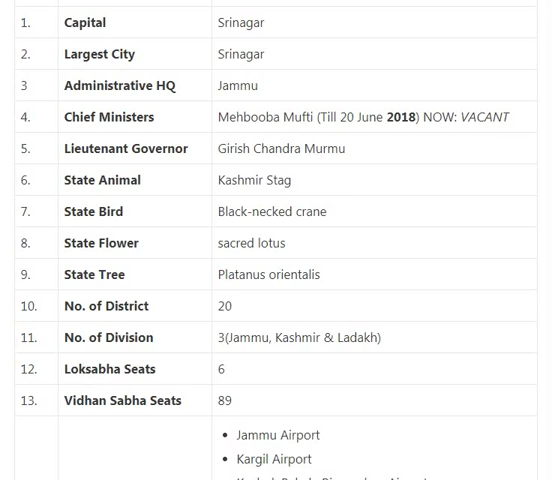 1. Capital Srinagar
2. Largest City Srinagar
3 Administrative HQ Jammu
4. Chief Ministers Mehbooba Mufti (Till 20 June 2018) NOW: VACANT
5. Lieutenant Governor Girish Chandra Murmu
6. State Animal Kashmir Stag
7. State Bird Black-necked crane
8. State Flower sacred lotus
9. State Tree Platanus orientalis
10. No. of District 20
11. No. of Division 3(Jammu, Kashmir & Ladakh)
12. Loksabha Seats 6
13. Vidhan Sabha Seats 89
• Jammu Airport
• Kargil Airport